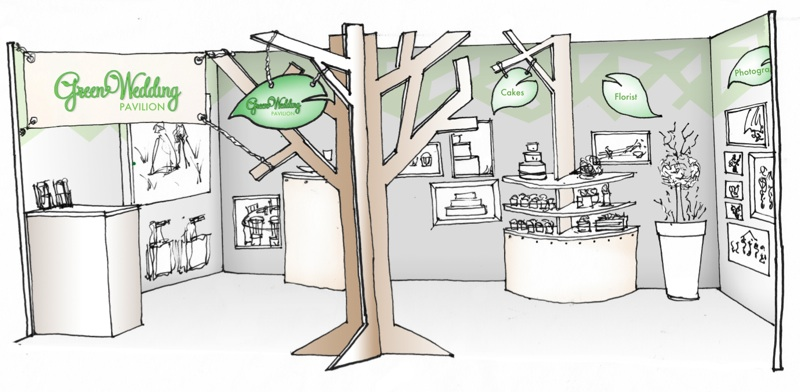 Green Wedding
PAVILION
Green Wedding
PAVILION
Cakes
Florist
Photogra